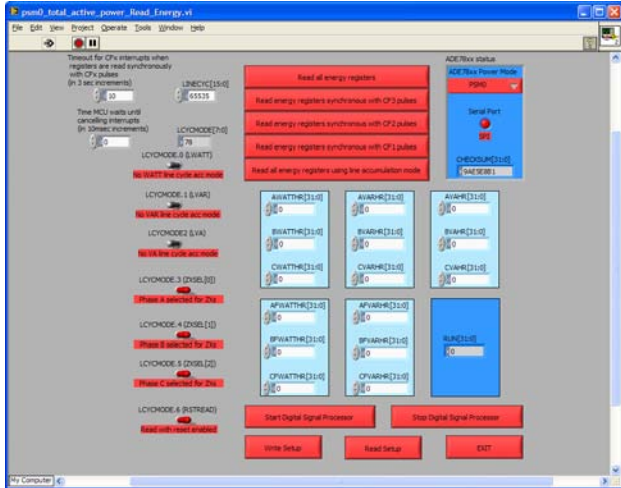 psm0_total_active_power_Read_Energy.vi
File Edit View Project Operate Tools Window Help
Timeout for CFx interrupts when
registers are read synchronously
with CFx pulses
(in 3 sec increments)
10
LINECYC[15:0]
65535
Time MCU waits until
cancelling interrupts
(in 10msec increments)
0
LCYCMODE[7:0]
78
LCYCMODE.0 (LWATT)
No WATT line cycle acc mode
LCYCMODE.1 (LVAR)
No VAR line cycle acc mode
LCYCMODE2 (LVA)
No VA line cycle acc mode
LCYCMODE.3 (ZXSEL[0])
Phase A selected for ZXs
LCYCMODE.4 (ZXSEL[1])
Phase B selected for ZXs
LCYCMODE.5 (ZXSEL[2])
Phase C selected for ZXs
LCYCMODE.6 (RSTREAD)
Read with reset enabled
Read all energy registers
Read energy registers synchronous with CF3 pulses
Read energy registers synchronous with CF2 pulses
Read energy registers synchronous with CF1 pulses
Read all energy registers using line accumulation mode
ADE78xx status
ADE78xx Power Mode
PSM0
Serial Port
SPI
CHECKSUM[31:0]
9AE5E8B1
AWATTHR[31:0]
0
BWATTHR[31:0]
0
CWATTHR[31:0]
0
AVARHR[31:0]
0
BVARHR[31:0]
0
CVARHR[31:0]
0
AVAHR[31:0]
0
BVAHR[31:0]
0
CVAHR[31:0]
0
AFWATTHR[31:0]
0
BFWATTHR[31:0]
0
CFWATTHR[31:0]
0
AFVARHR[31:0]
0
BFVARHR[31:0]
0
CFVARHR[31:0]
0
RUN[31:0]
0
Start Digital Signal Processor
Stop Digital Signal Processor
Write Setup
Read Setup
EXIT
My Computer